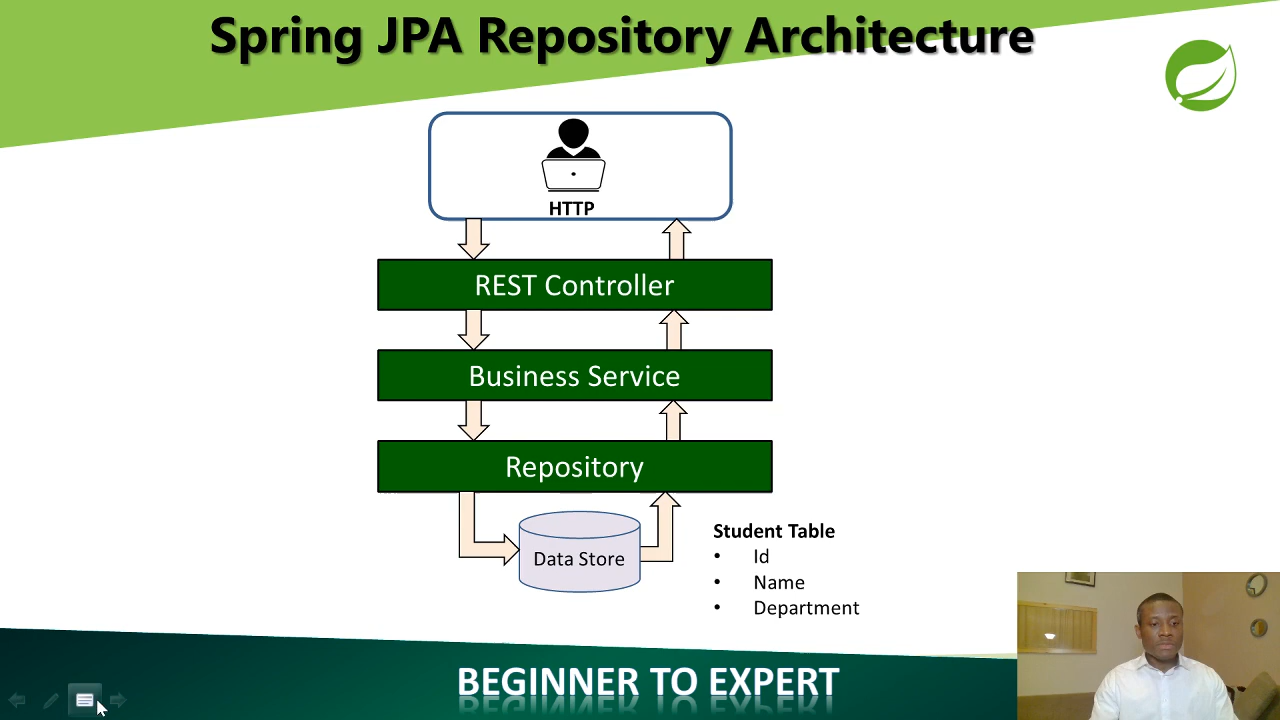 Spring JPA Repository Architecture
HTTP
REST Controller
Business Service
Repository
Data Store
Student Table
• Id
• Name
• Department
BEGINNER TO EXPERT